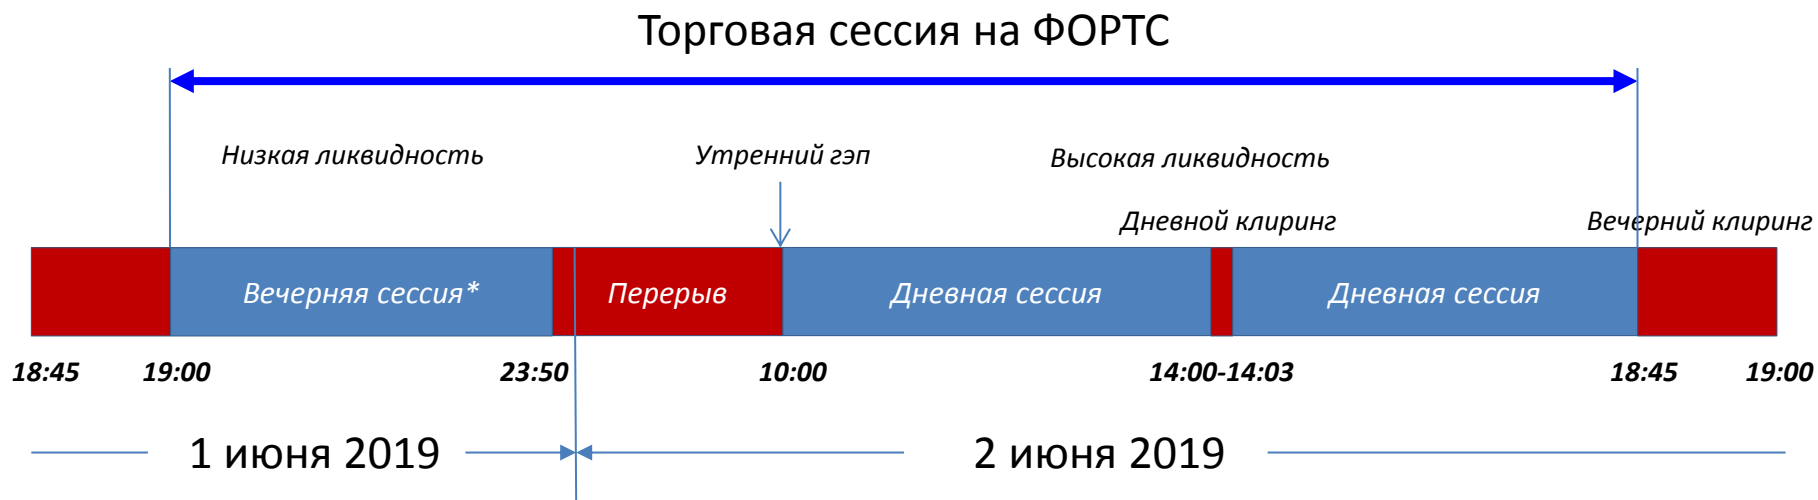 Торговая сессия на ФОРТС
Низкая ликвидность
Утренний гэп
Высокая ликвидность
Дневной клиринг
Вечерний клиринг
Вечерняя сессия*
Перерыв
Дневная сессия
Дневная сессия
18:45
19:00
23:50
10:00
14:00-14:03
18:45
19:00
1 июня 2019
2 июня 2019